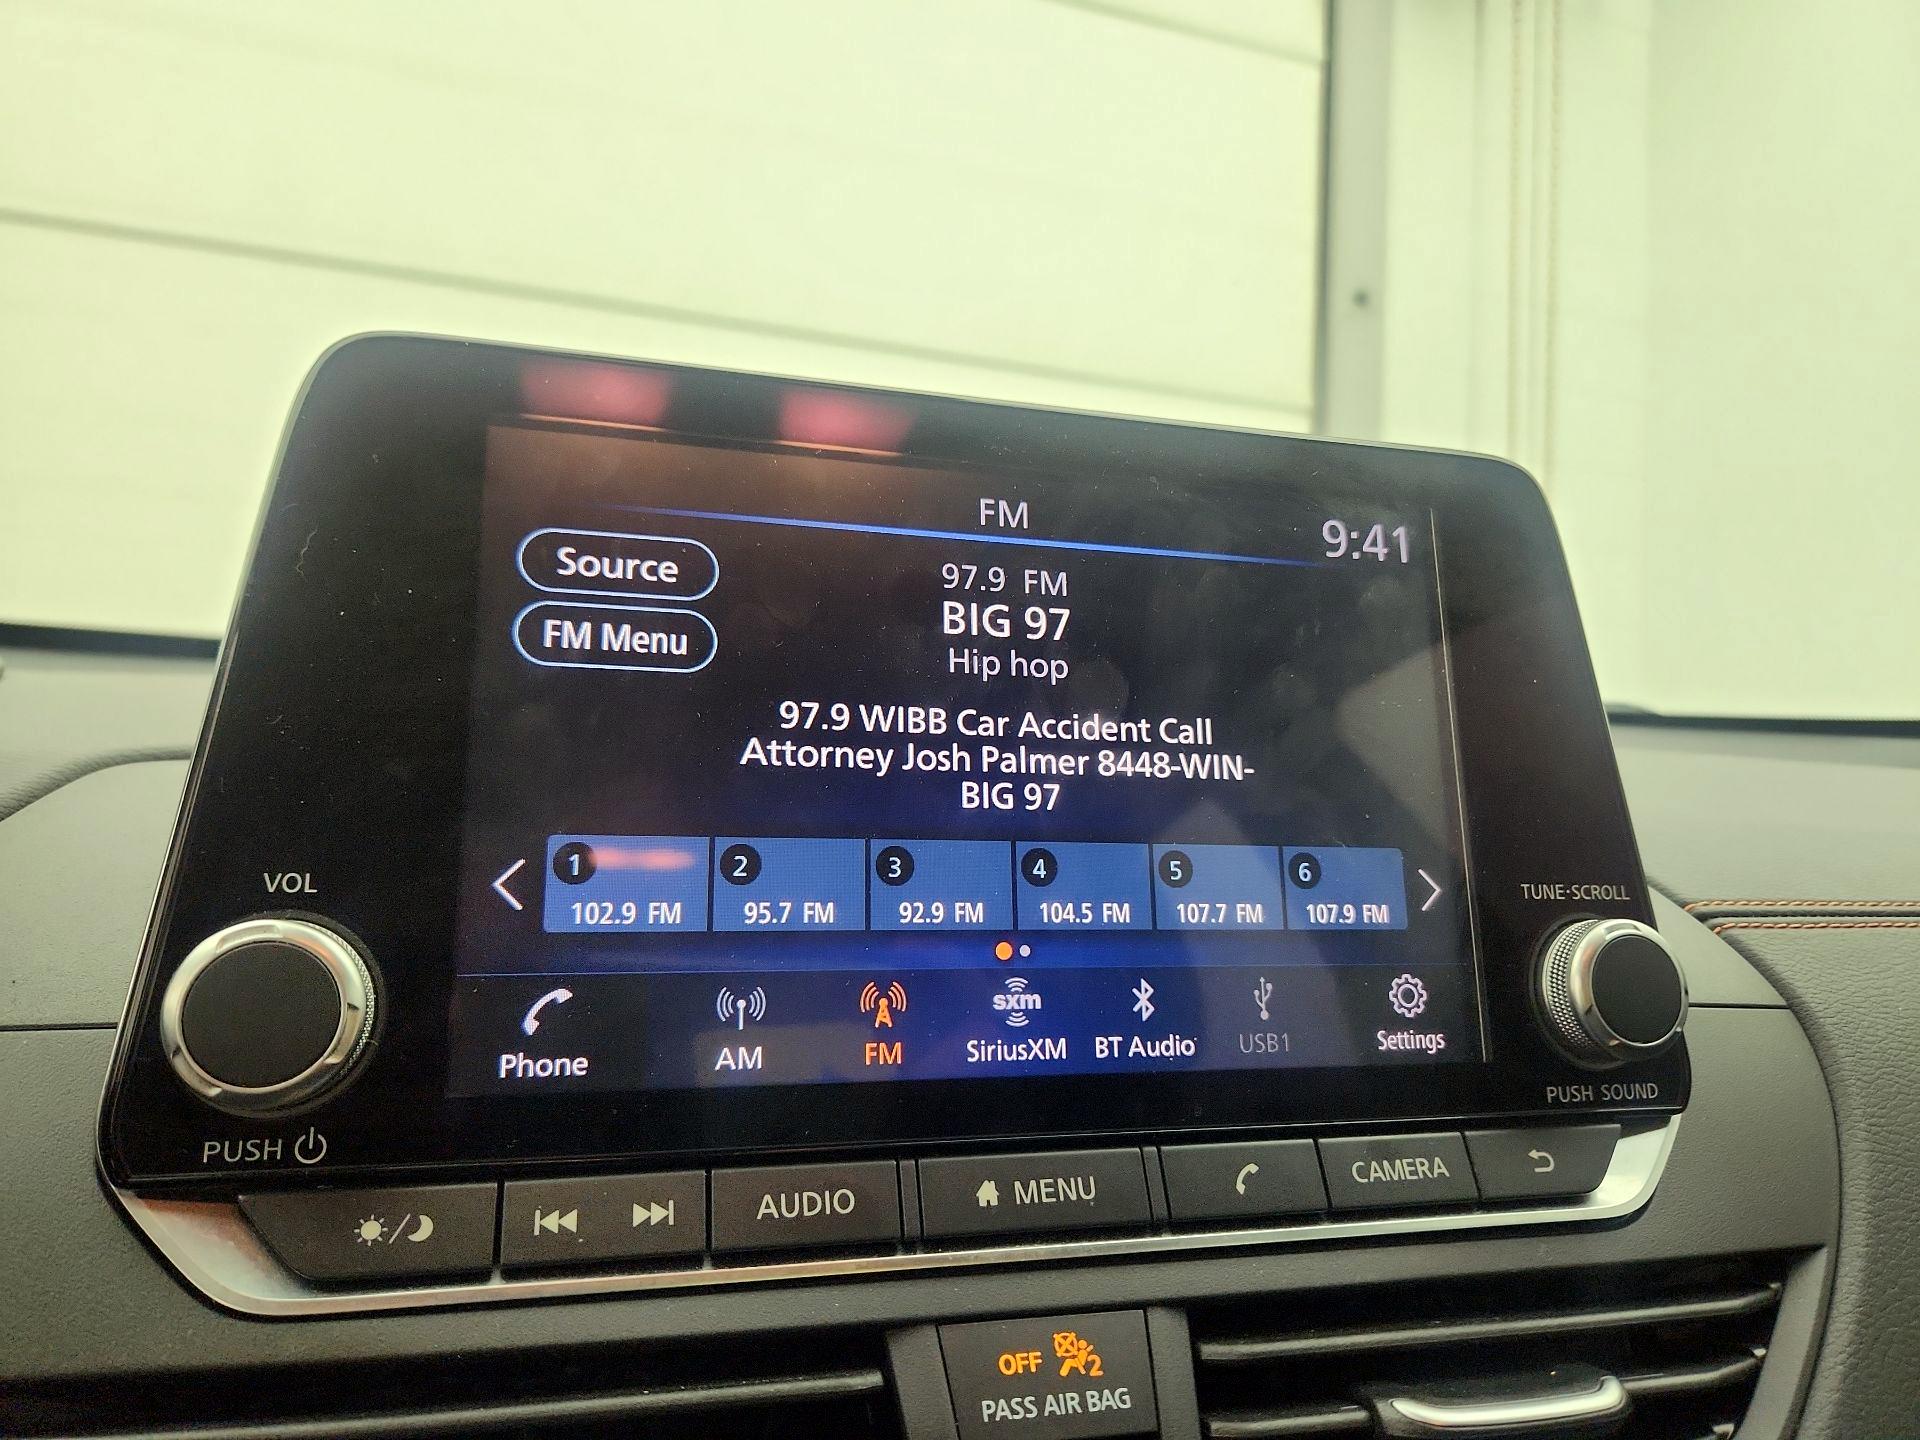 FM
9:41
Source
97.9 FM
FM Menu
BIG 97
Hip hop
97.9 WIBB Car Accident Call
Attorney Josh Palmer 8448-WIN-
BIG 97
1
2
3
4
5
6
102.9 FM
95.7 FM
92.9 FM
104.5 FM
107.7 FM
107.9 FM
VOL
TUNE·SCROLL
sxm
Phone
AM
FM
SiriusXM
BT Audio
USB1
Settings
PUSH
PUSH SOUND
AUDIO
MENU
CAMERA
OFF 2
PASS AIR BAG